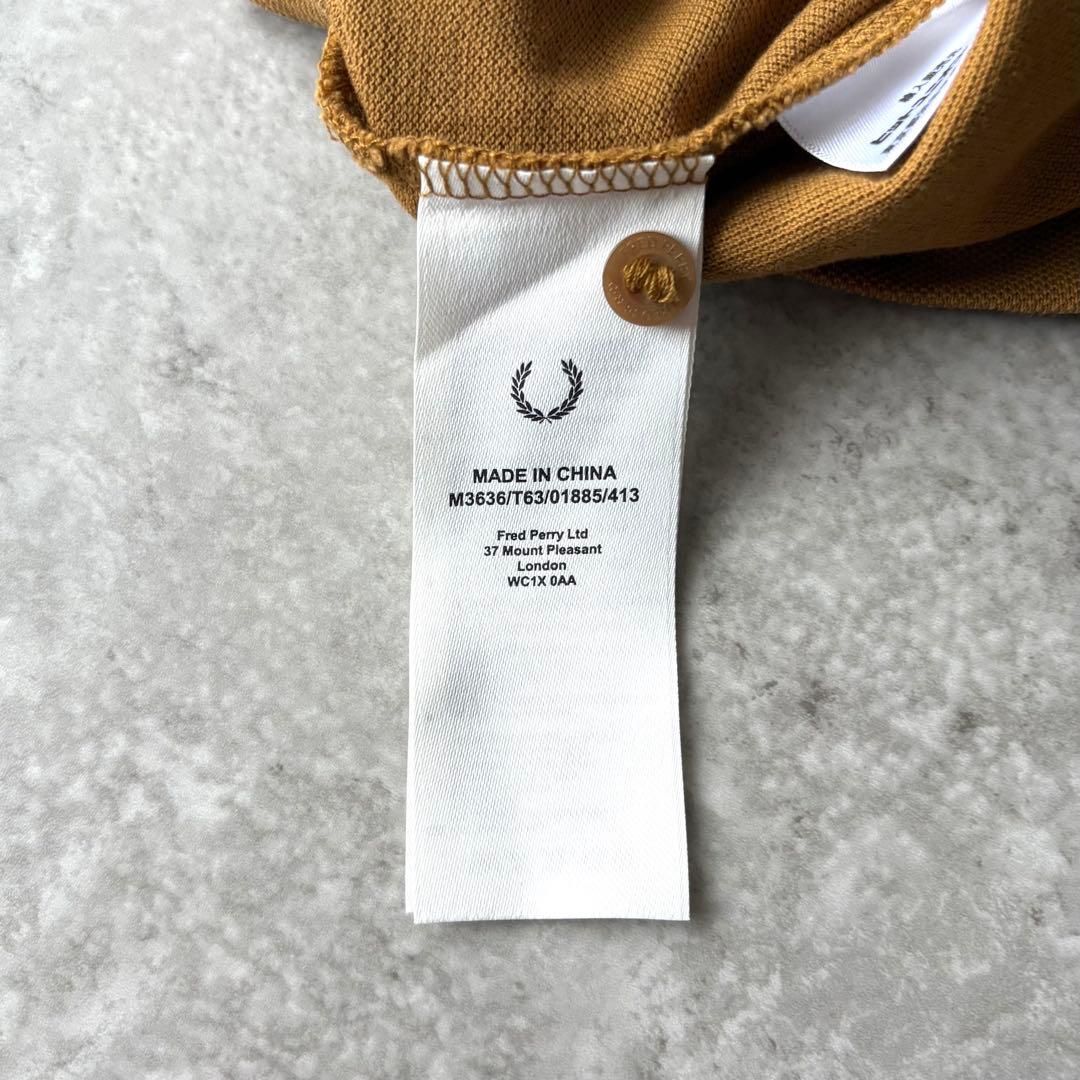 MADE IN CHINA
M3636/T63/01885/413
Fred Perry Ltd
37 Mount Pleasant
London
WC1X 0AA